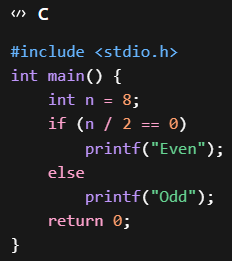 </> C
#include <stdio.h>
int main() {
    int n = 8;
    if (n / 2 == 0)
        printf("Even");
    else
        printf("Odd");
    return 0;
}